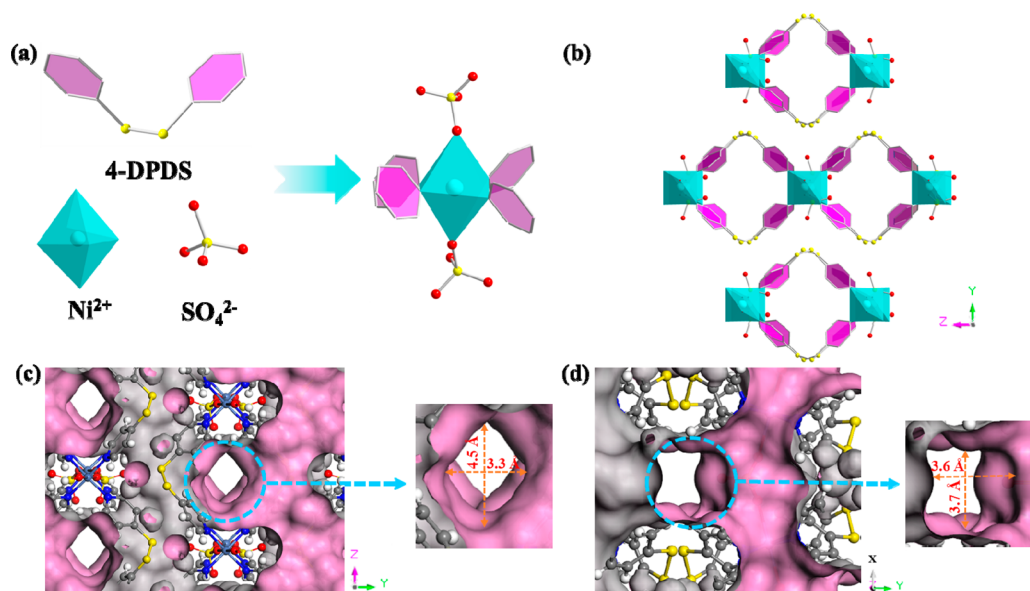 (a)
4-DPDS
Ni²⁺
SO₄²⁻
(b)
Y
Z
(c)
4.5 Å
3.3 Å
Z
Y
(d)
3.6 Å
3.7 Å
X
Y